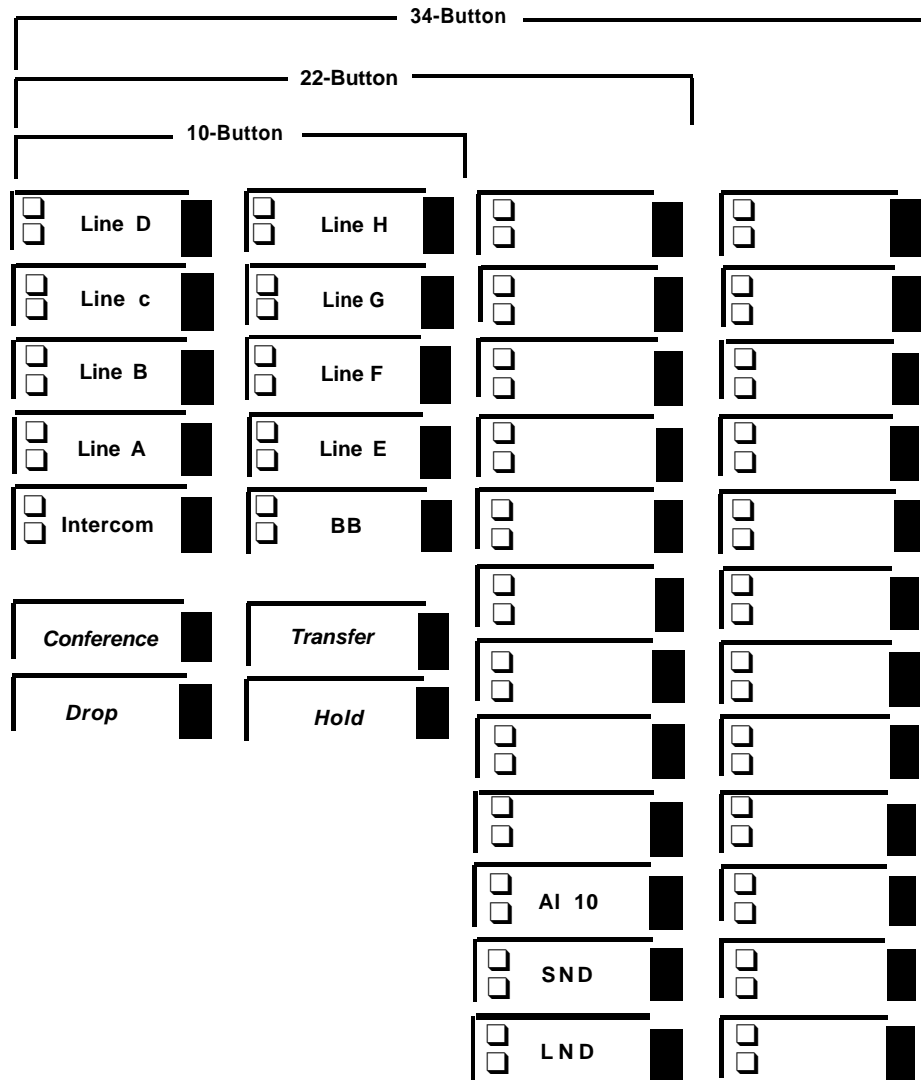 34-Button
22-Button
10-Button
Line D Line H
Line c Line G
Line B Line F
Line A Line E
Intercom BB
Conference Transfer
Drop Hold
AI 10
SND
LND